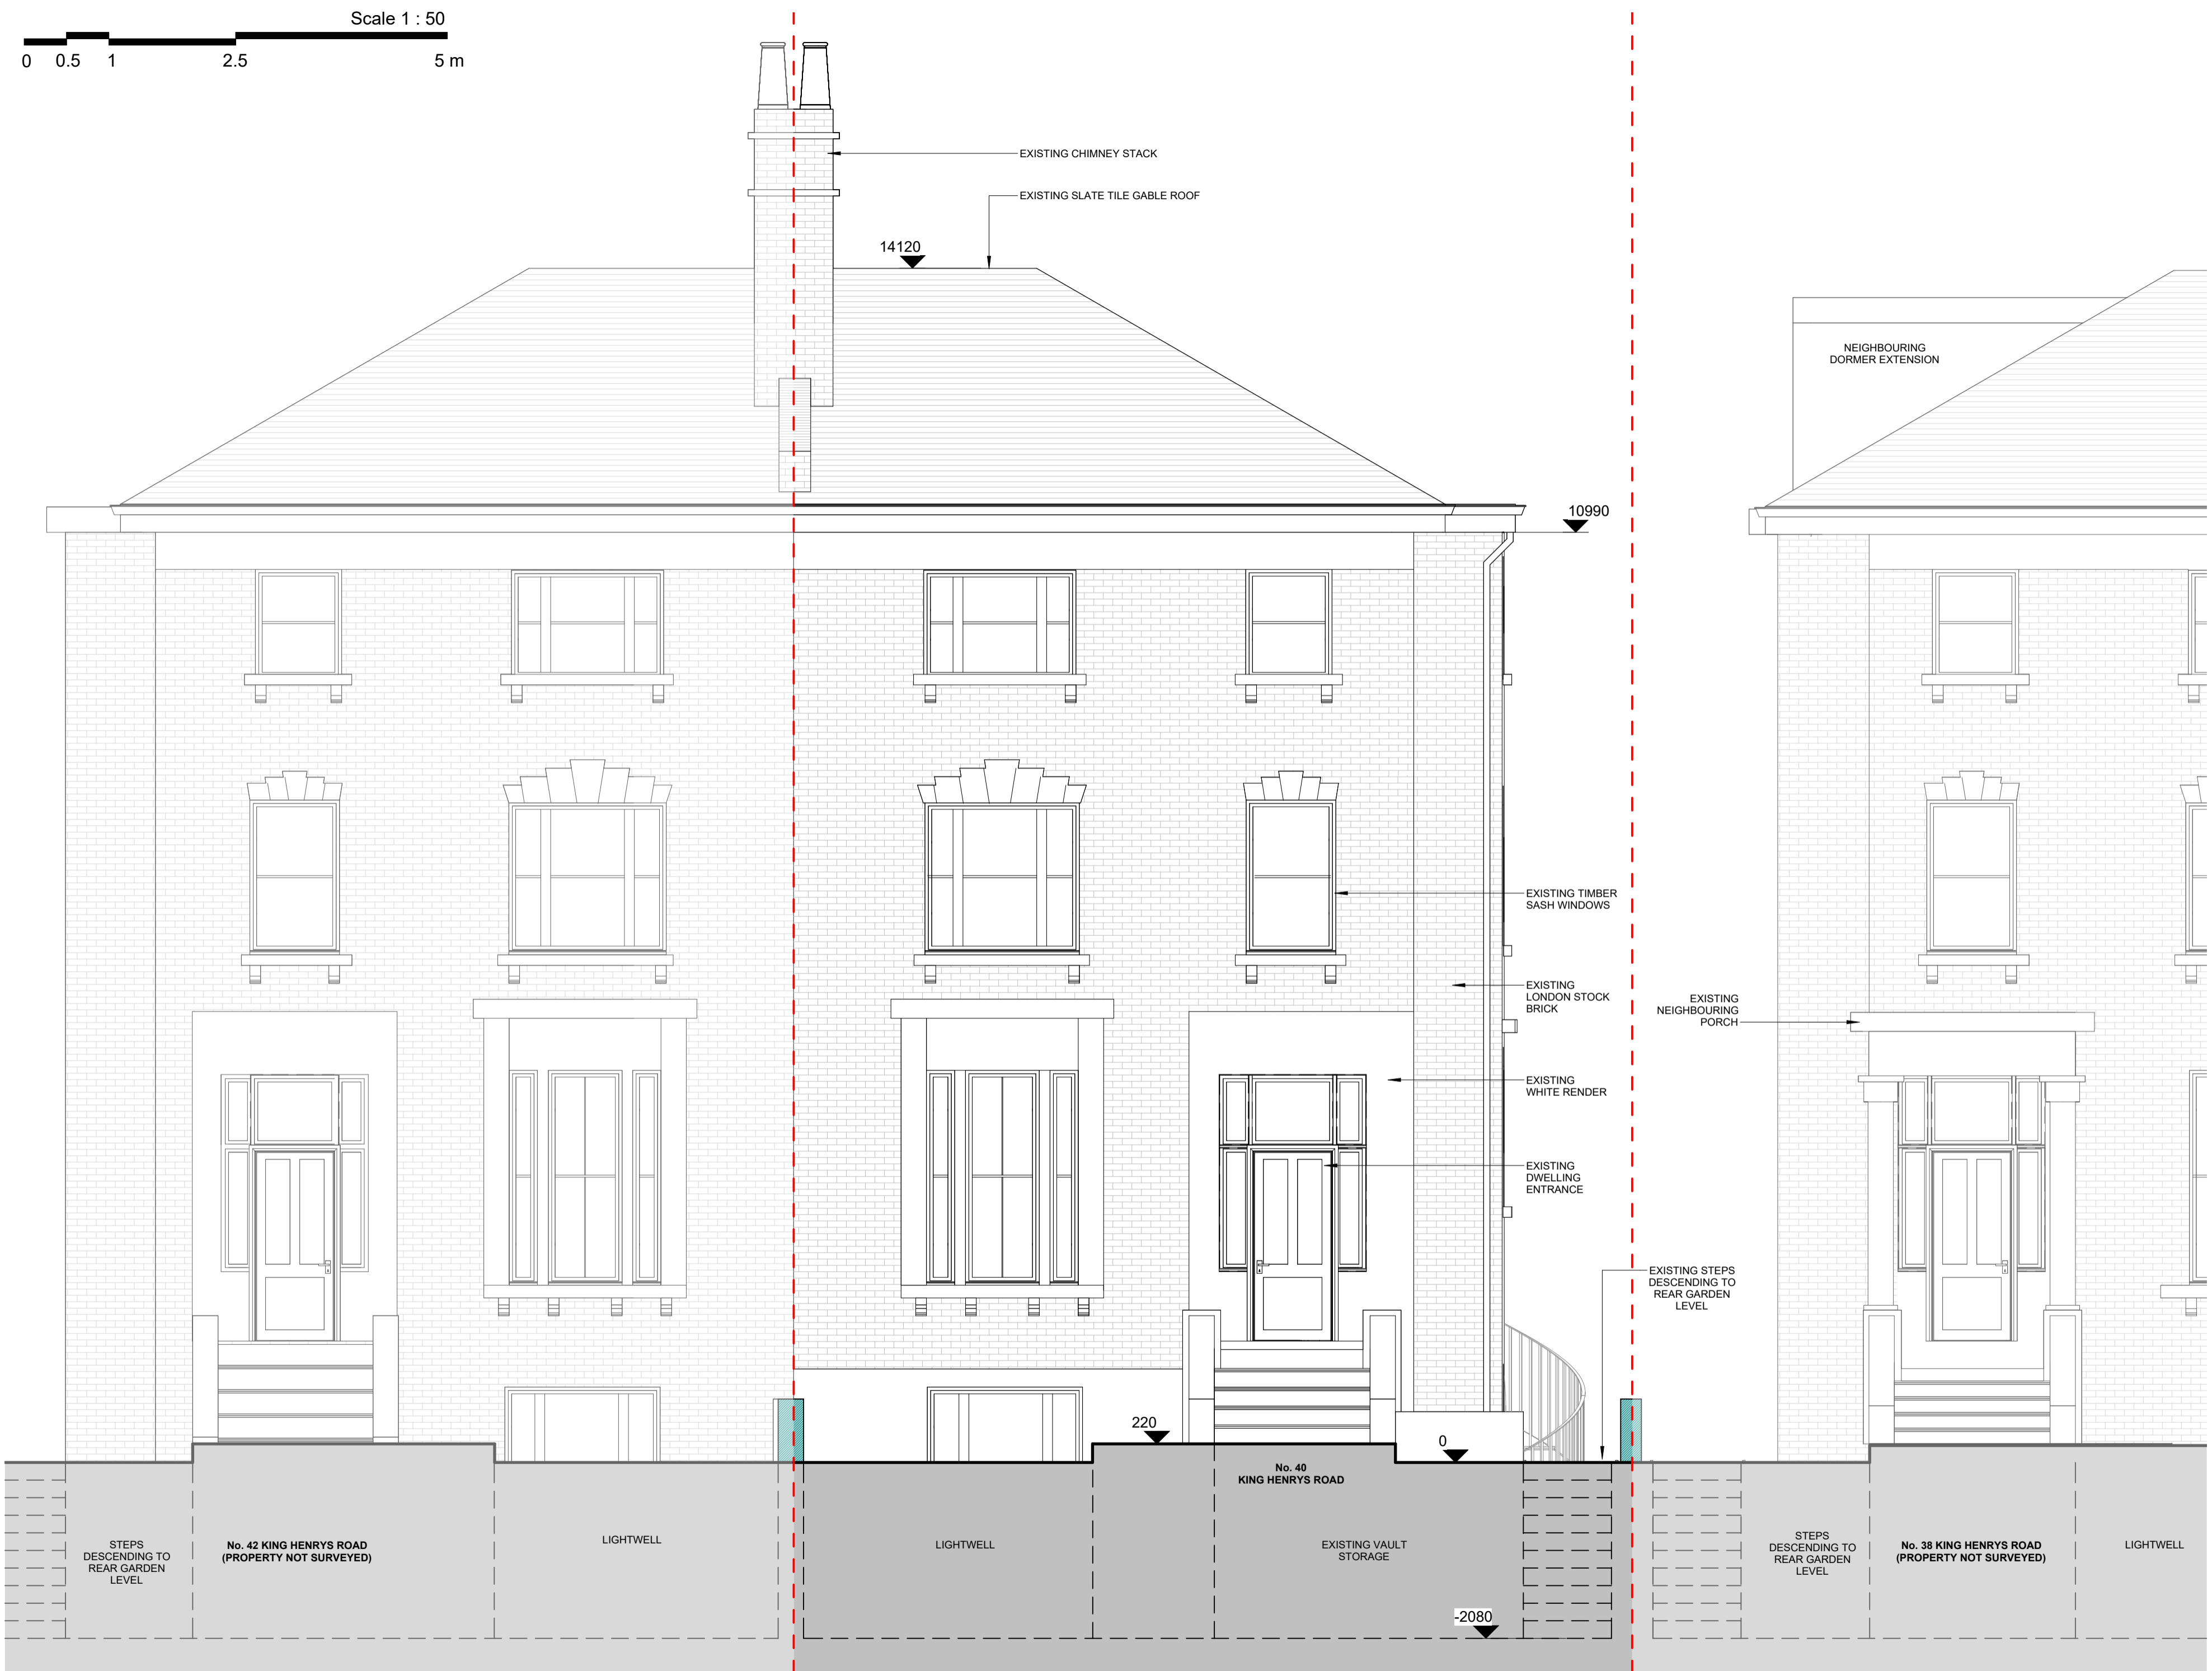 Scale 1 : 50
0 0.5 1 2.5 5 m
EXISTING CHIMNEY STACK
EXISTING SLATE TILE GABLE ROOF
14120
NEIGHBOURING
DORMER EXTENSION
10990
EXISTING TIMBER
SASH WINDOWS
EXISTING
LONDON STOCK
BRICK
EXISTING
NEIGHBOURING
PORCH
EXISTING
WHITE RENDER
EXISTING
DWELLING
ENTRANCE
EXISTING STEPS
DESCENDING TO
REAR GARDEN
LEVEL
220
0
No. 40
KING HENRYS ROAD
STEPS
DESCENDING TO
REAR GARDEN
LEVEL
No. 42 KING HENRYS ROAD
(PROPERTY NOT SURVEYED)
LIGHTWELL
LIGHTWELL
EXISTING VAULT
STORAGE
STEPS
DESCENDING TO
REAR GARDEN
LEVEL
No. 38 KING HENRYS ROAD
(PROPERTY NOT SURVEYED)
LIGHTWELL
-2080